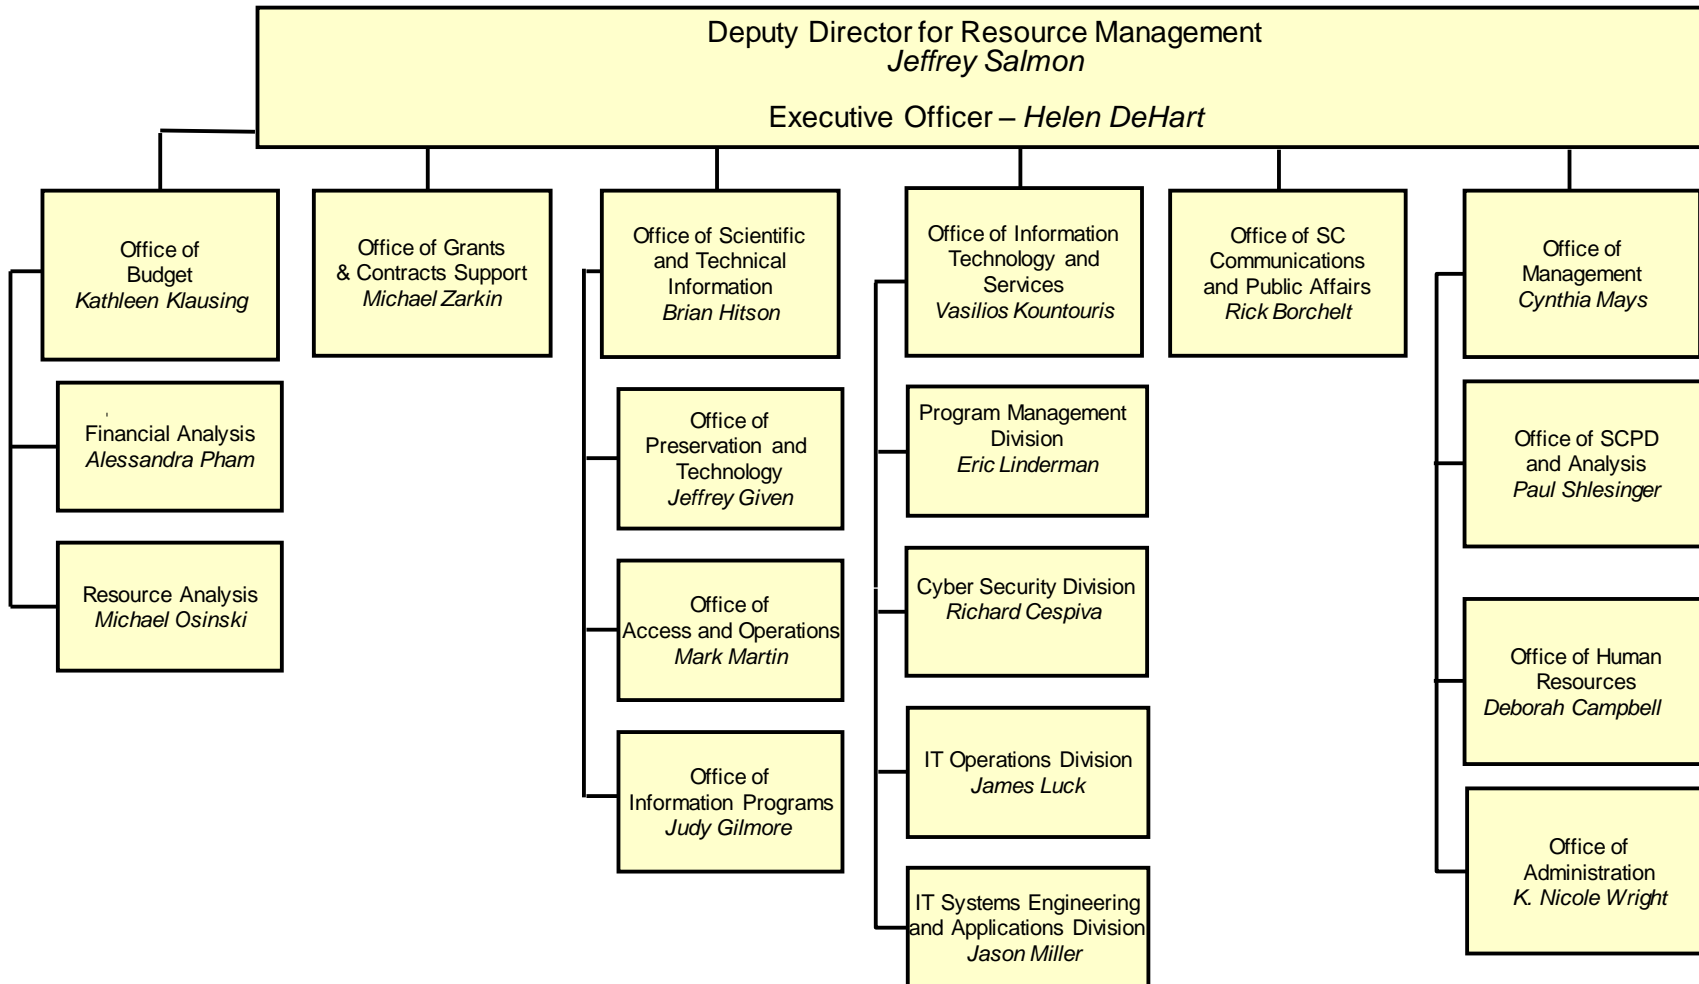 Deputy Director for Resource Management
Jeffrey Salmon
Executive Officer – Helen DeHart
Office of
Budget
Kathleen Klausing
Financial Analysis
Alessandra Pham
Resource Analysis
Michael Osinski
Office of Grants
& Contracts Support
Michael Zarkin
Office of Scientific
and Technical
Information
Brian Hitson
Office of
Preservation and
Technology
Jeffrey Given
Office of
Access and Operations
Mark Martin
Office of
Information Programs
Judy Gilmore
Office of Information
Technology and
Services
Vasilios Kountouris
Program Management
Division
Eric Linderman
Cyber Security Division
Richard Cespiva
IT Operations Division
James Luck
IT Systems Engineering
and Applications Division
Jason Miller
Office of SC
Communications
and Public Affairs
Rick Borchelt
Office of
Management
Cynthia Mays
Office of SCPD
and Analysis
Paul Shlesinger
Office of Human
Resources
Deborah Campbell
Office of
Administration
K. Nicole Wright